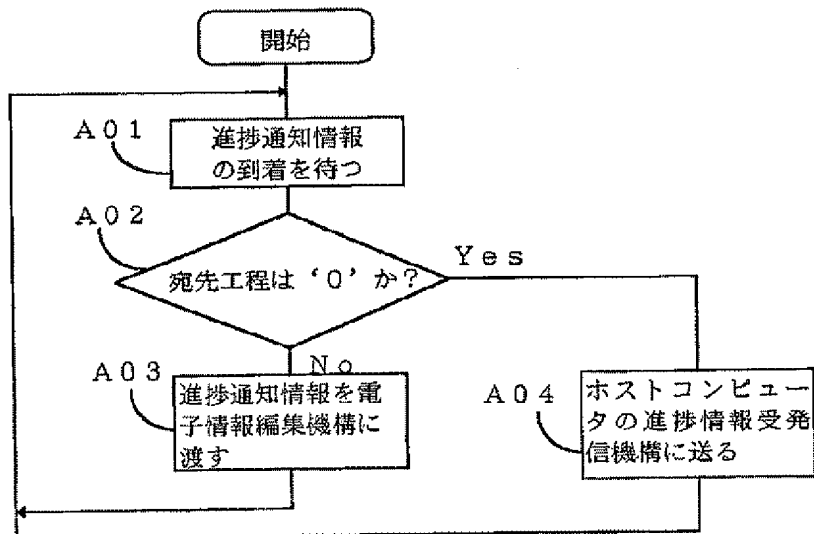 開始
A01
進捗通知情報
の到着を待つ
A02
宛先工程は‘0’か?
Yes
No
A03
進捗通知情報を電
子情報編集機構に
渡す
A04
ホストコンピュー
タの進捗情報受発
信機構に送る